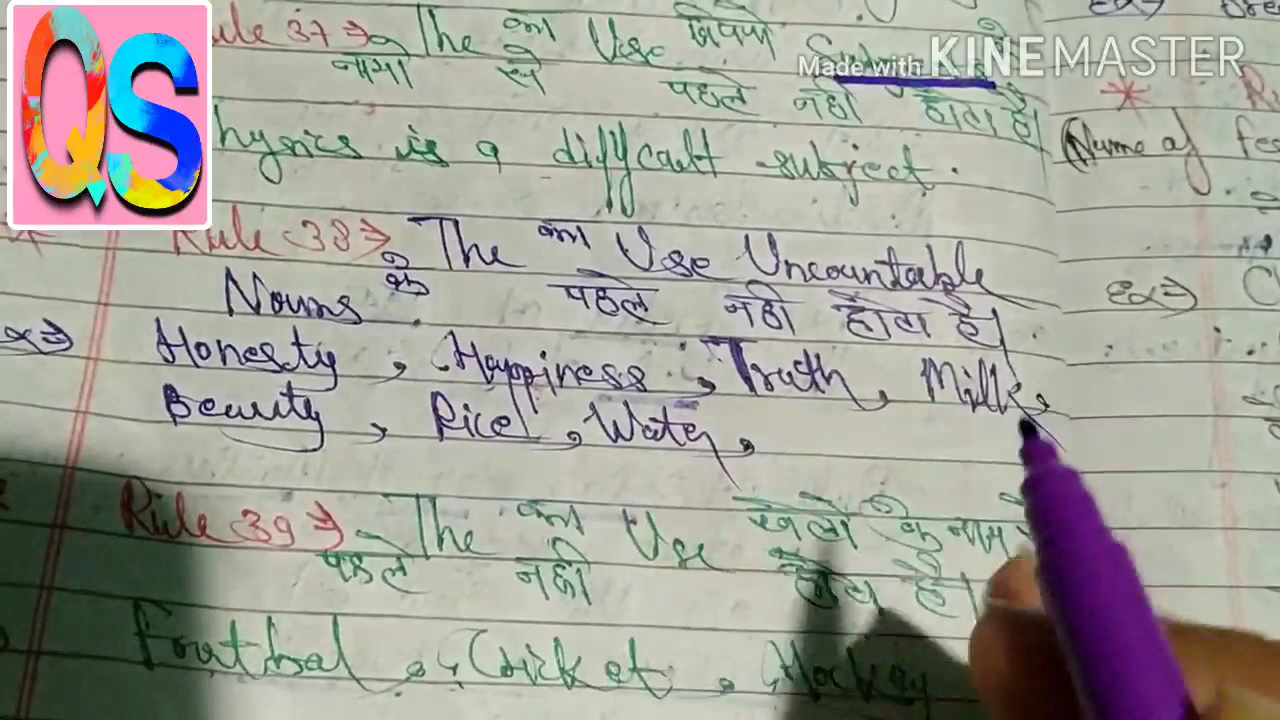 QS
Rule 37⇒ The का Use विषयो के
Made with KINEMASTER
नामो से पहले नही होता है।
Physics is a difficult subject.
Rule 38⇒ The का Use Uncountable
Nouns के पहले नही होता है।
Ex⇒ Honesty, Happiness, Truth, Milk,
Beauty, Rice, Water,
Rule 39⇒ The का Use खेलो के नाम
पहले नही होता है।
Football, Cricket, Hockey
Ex⇒
Name of
Ex⇒ C